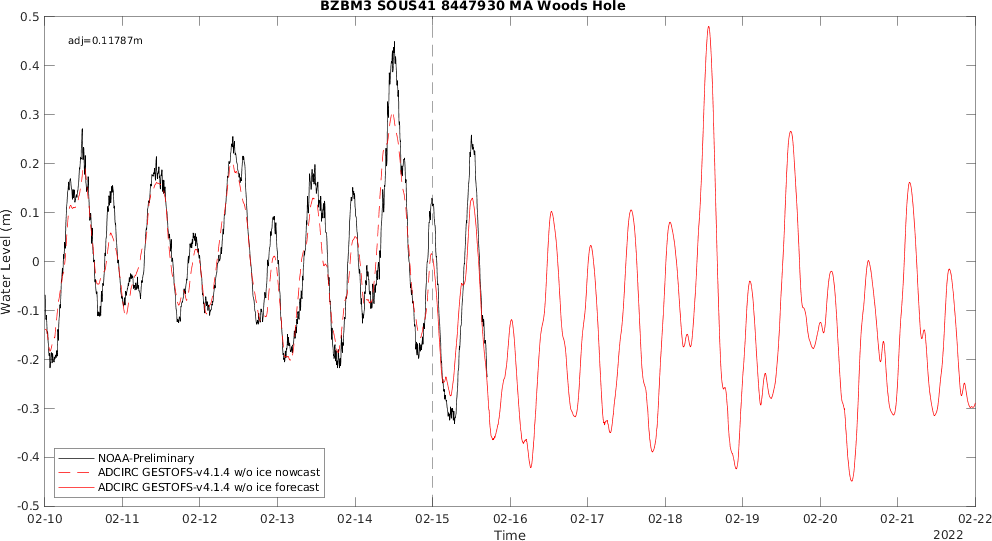 BZBM3 SOUS41 8447930 MA Woods Hole
adj=0.11787m
0.5
0.4
0.3
0.2
0.1
0
-0.1
-0.2
-0.3
-0.4
-0.5
Water Level (m)
NOAA-Preliminary
ADCIRC GESTOFS-v4.1.4 w/o ice nowcast
ADCIRC GESTOFS-v4.1.4 w/o ice forecast
02-10 02-11 02-12 02-13 02-14 02-15 02-16 02-17 02-18 02-19 02-20 02-21 02-22
Time
2022